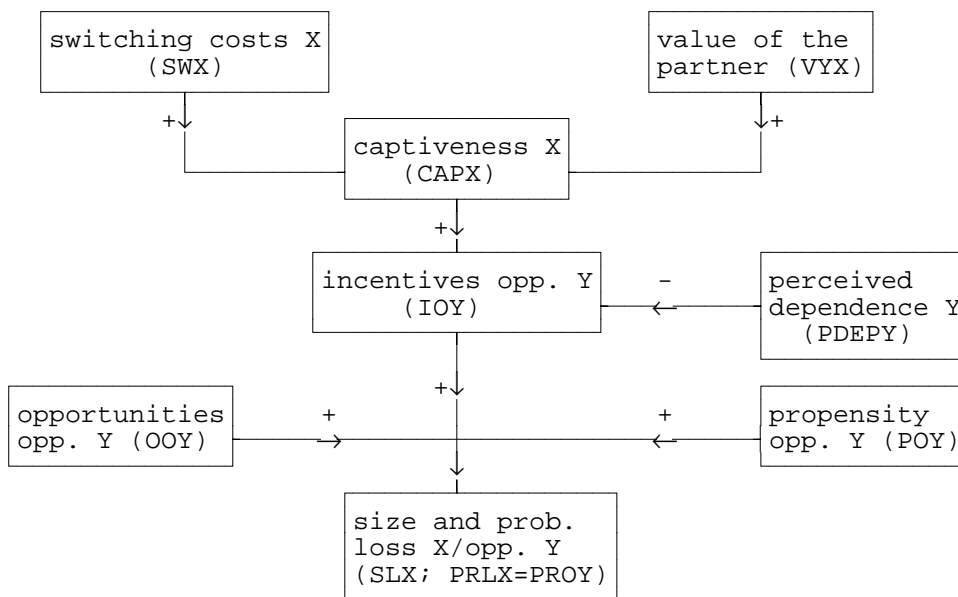 switching costs X
(SWX)
value of the
partner (VYX)
+
+
captiveness X
(CAPX)
+
incentives opp. Y
(IOY)
-
perceived
dependence Y
(PDEPY)
+
opportunities
opp. Y (OOY)
+
+
propensity
opp. Y (POY)
size and prob.
loss X/opp. Y
(SLX; PRLX=PROY)